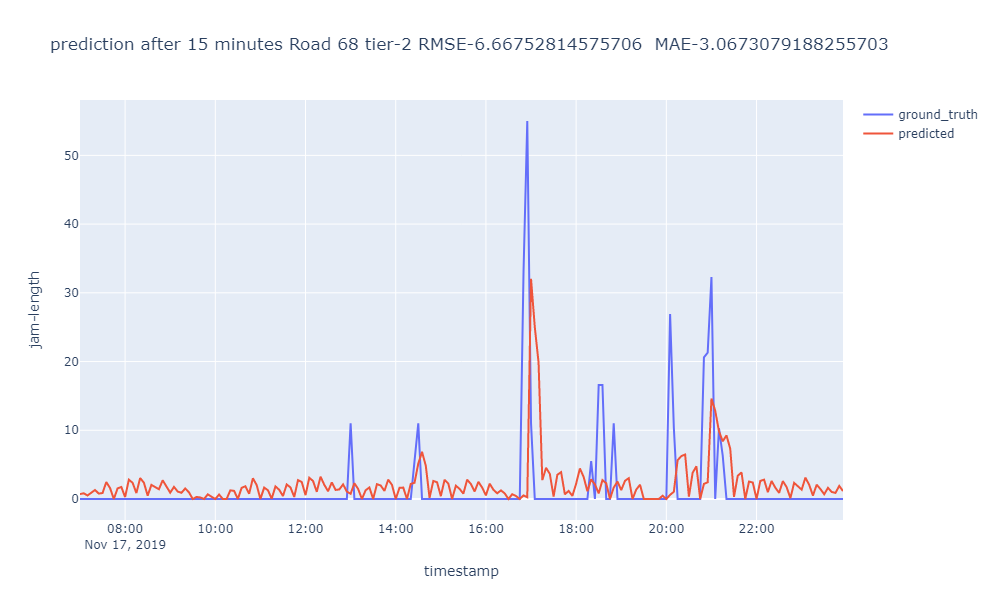 prediction after 15 minutes Road 68 tier-2 RMSE-6.66752814575706  MAE-3.0673079188255703
ground_truth
predicted
50
40
30
20
10
0
jam-length
08:00 10:00 12:00 14:00 16:00 18:00 20:00 22:00
Nov 17, 2019
timestamp